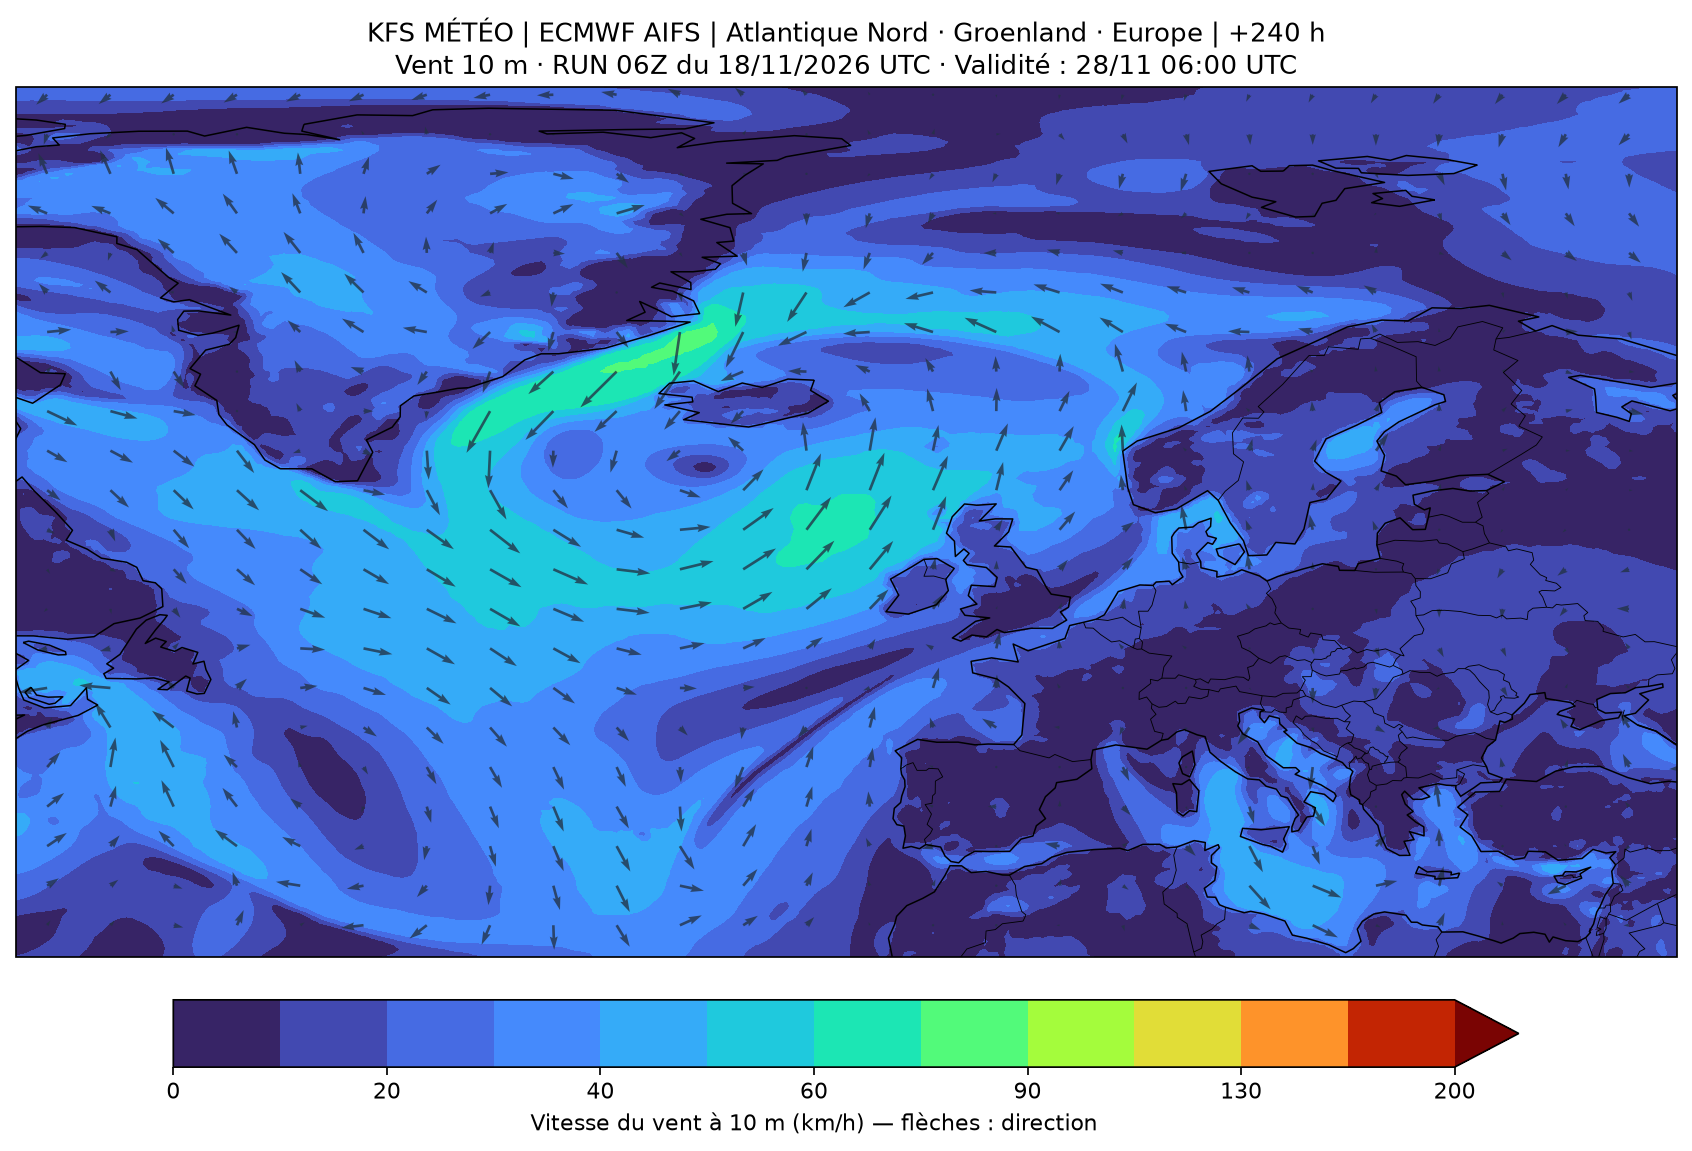 KFS MÉTÉO | ECMWF AIFS | Atlantique Nord · Groenland · Europe | +240 h
Vent 10 m · RUN 06Z du 18/11/2026 UTC · Validité : 28/11 06:00 UTC
0 20 40 60 90 130 200
Vitesse du vent à 10 m (km/h) — flèches : direction